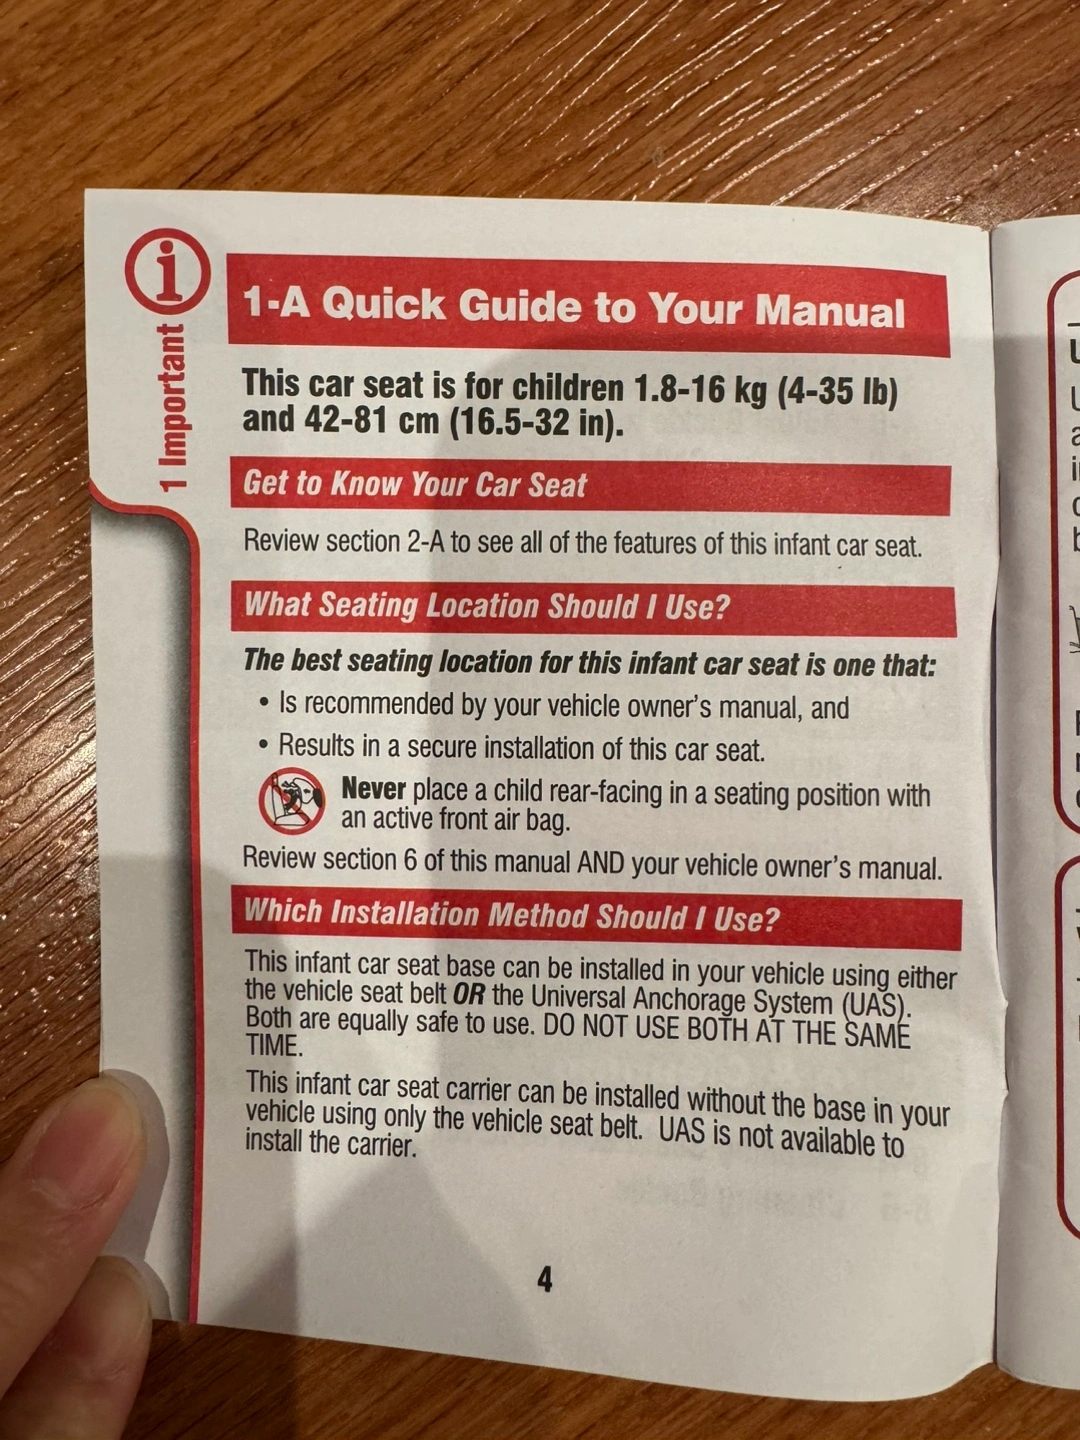 1 Important
1-A Quick Guide to Your Manual
This car seat is for children 1.8-16 kg (4-35 lb)
and 42-81 cm (16.5-32 in).
Get to Know Your Car Seat
Review section 2-A to see all of the features of this infant car seat.
What Seating Location Should I Use?
The best seating location for this infant car seat is one that:
• Is recommended by your vehicle owner's manual, and
• Results in a secure installation of this car seat.
Never place a child rear-facing in a seating position with
an active front air bag.
Review section 6 of this manual AND your vehicle owner's manual.
Which Installation Method Should I Use?
This infant car seat base can be installed in your vehicle using either
the vehicle seat belt OR the Universal Anchorage System (UAS).
Both are equally safe to use. DO NOT USE BOTH AT THE SAME
TIME.
This infant car seat carrier can be installed without the base in your
vehicle using only the vehicle seat belt.  UAS is not available to
install the carrier.
4